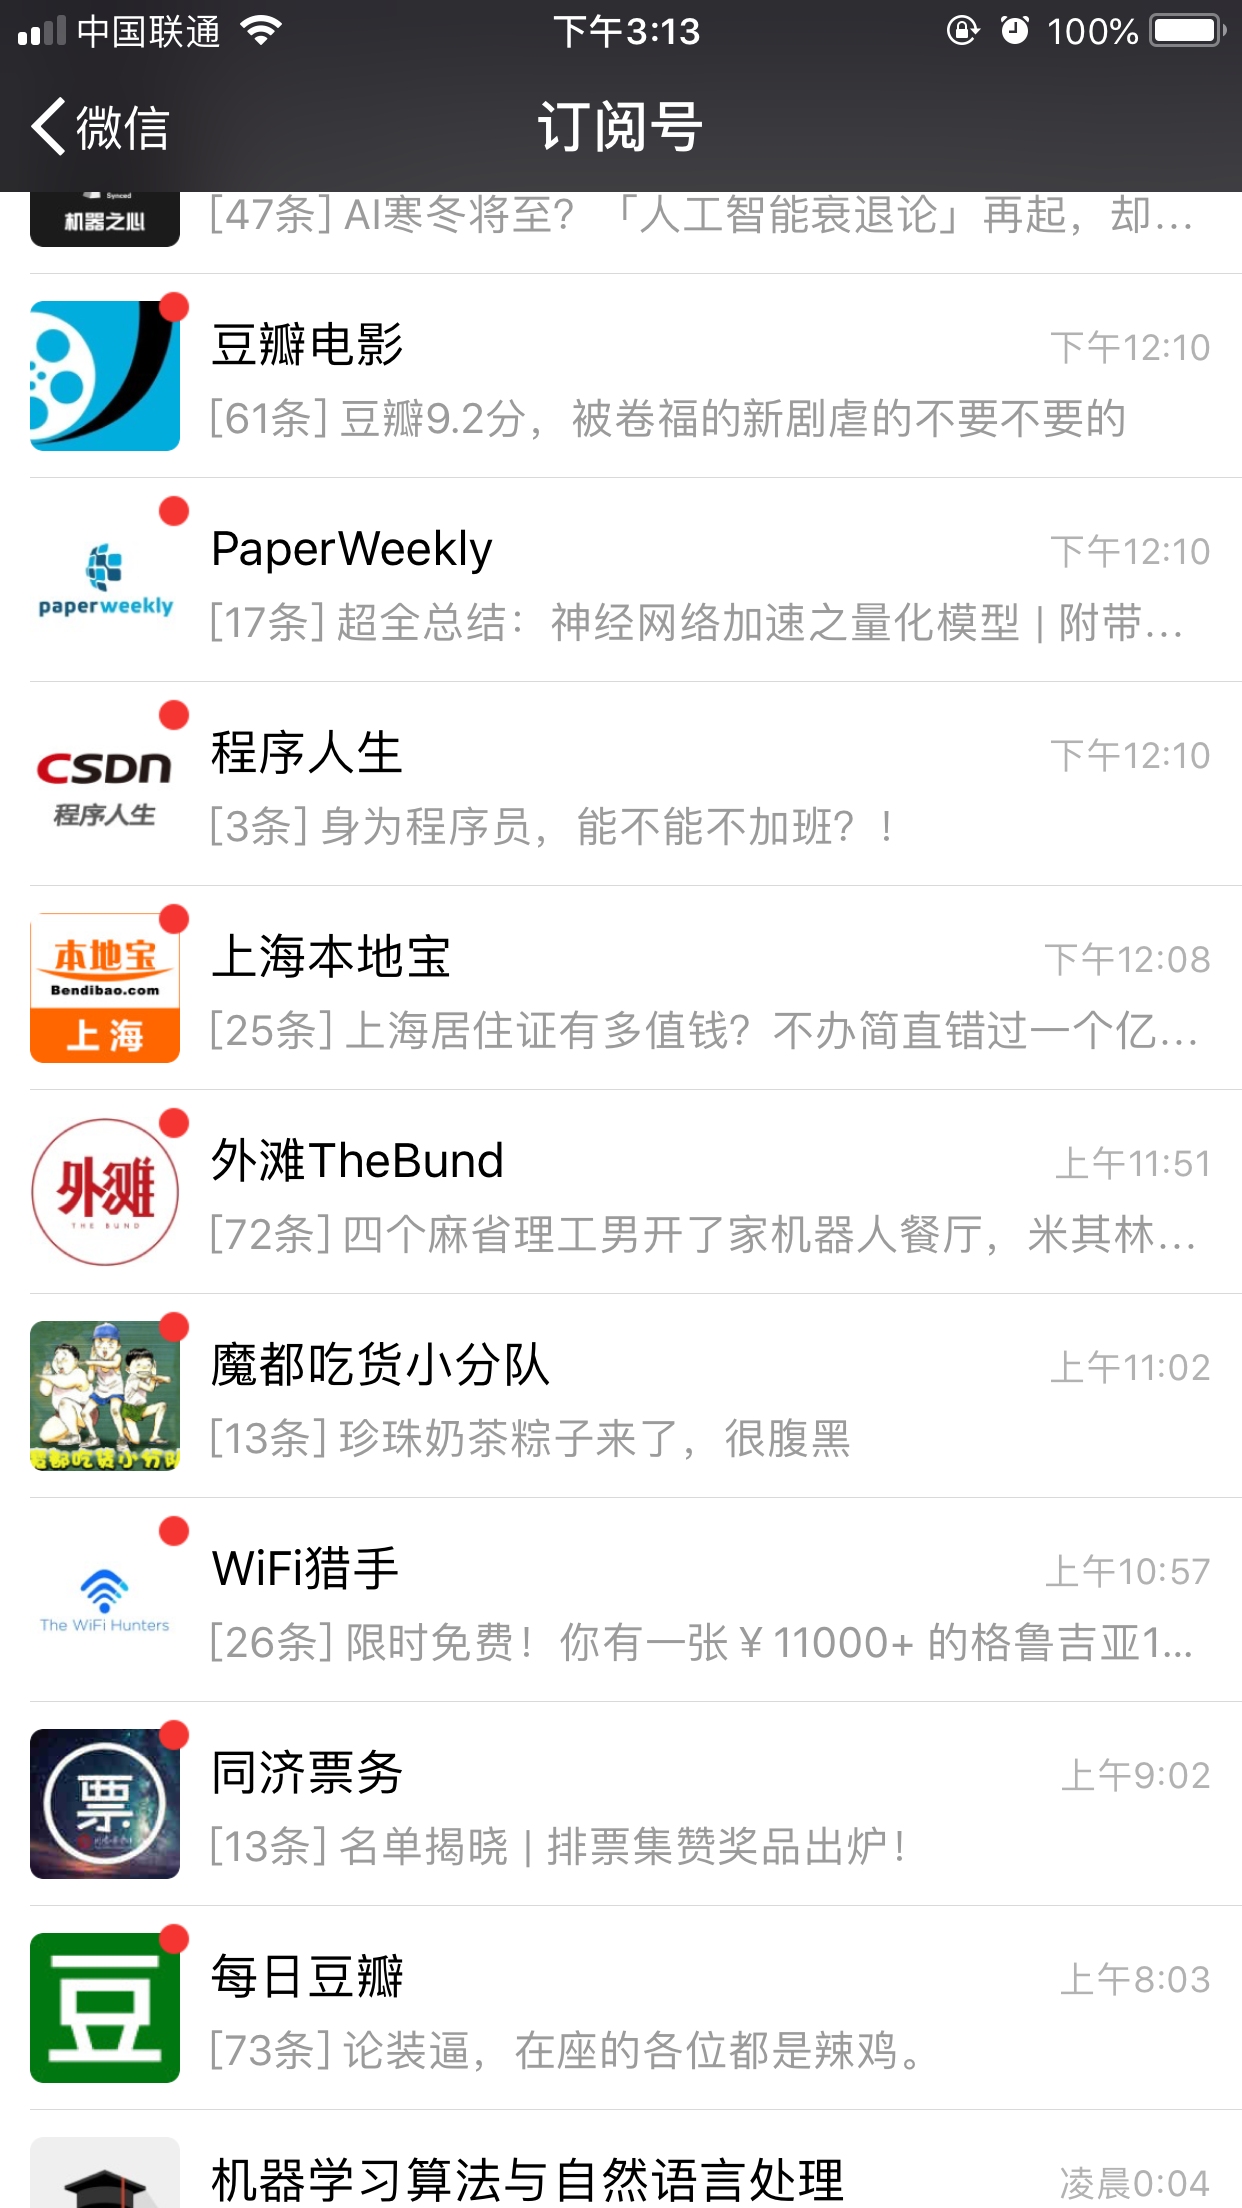 中国联通
下午3:13
100%
微信
订阅号
Synced
机器之心
[47条] AI寒冬将至？「人工智能衰退论」再起，却...
豆瓣电影
下午12:10
[61条] 豆瓣9.2分，被卷福的新剧虐的不要不要的
paperweekly
PaperWeekly
下午12:10
[17条] 超全总结：神经网络加速之量化模型 | 附带...
CSDN
程序人生
程序人生
下午12:10
[3条] 身为程序员，能不能不加班？！
本地宝
Bendibao.com
上海
上海本地宝
下午12:08
[25条] 上海居住证有多值钱？不办简直错过一个亿...
外滩
THE BUND
外滩TheBund
上午11:51
[72条] 四个麻省理工男开了家机器人餐厅，米其林...
魔都吃货小分队
魔都吃货小分队
上午11:02
[13条] 珍珠奶茶粽子来了，很腹黑
The WiFi Hunters
WiFi猎手
上午10:57
[26条] 限时免费！你有一张￥11000+ 的格鲁吉亚1...
票
同济票务
上午9:02
[13条] 名单揭晓 | 排票集赞奖品出炉！
豆
每日豆瓣
上午8:03
[73条] 论装逼，在座的各位都是辣鸡。
机器学习算法与自然语言处理
凌晨0:04